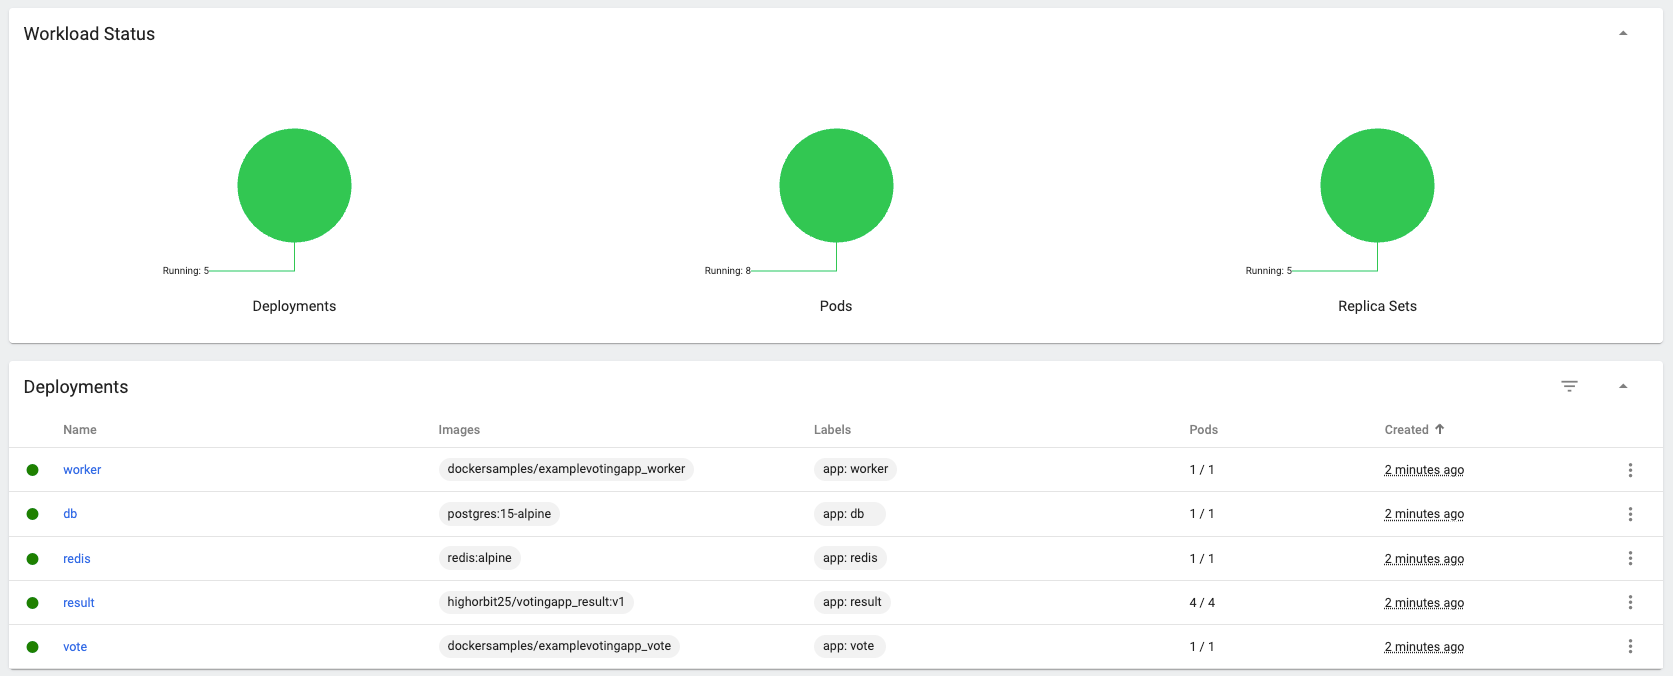 Workload Status
Running: 5
Running: 8
Running: 5
Deployments
Pods
Replica Sets
Deployments
Name Images Labels Pods Created
worker dockersamples/examplevotingapp_worker app: worker 1 / 1 2 minutes ago
db postgres:15-alpine app: db 1 / 1 2 minutes ago
redis redis:alpine app: redis 1 / 1 2 minutes ago
result highorbit25/votingapp_result:v1 app: result 4 / 4 2 minutes ago
vote dockersamples/examplevotingapp_vote app: vote 1 / 1 2 minutes ago